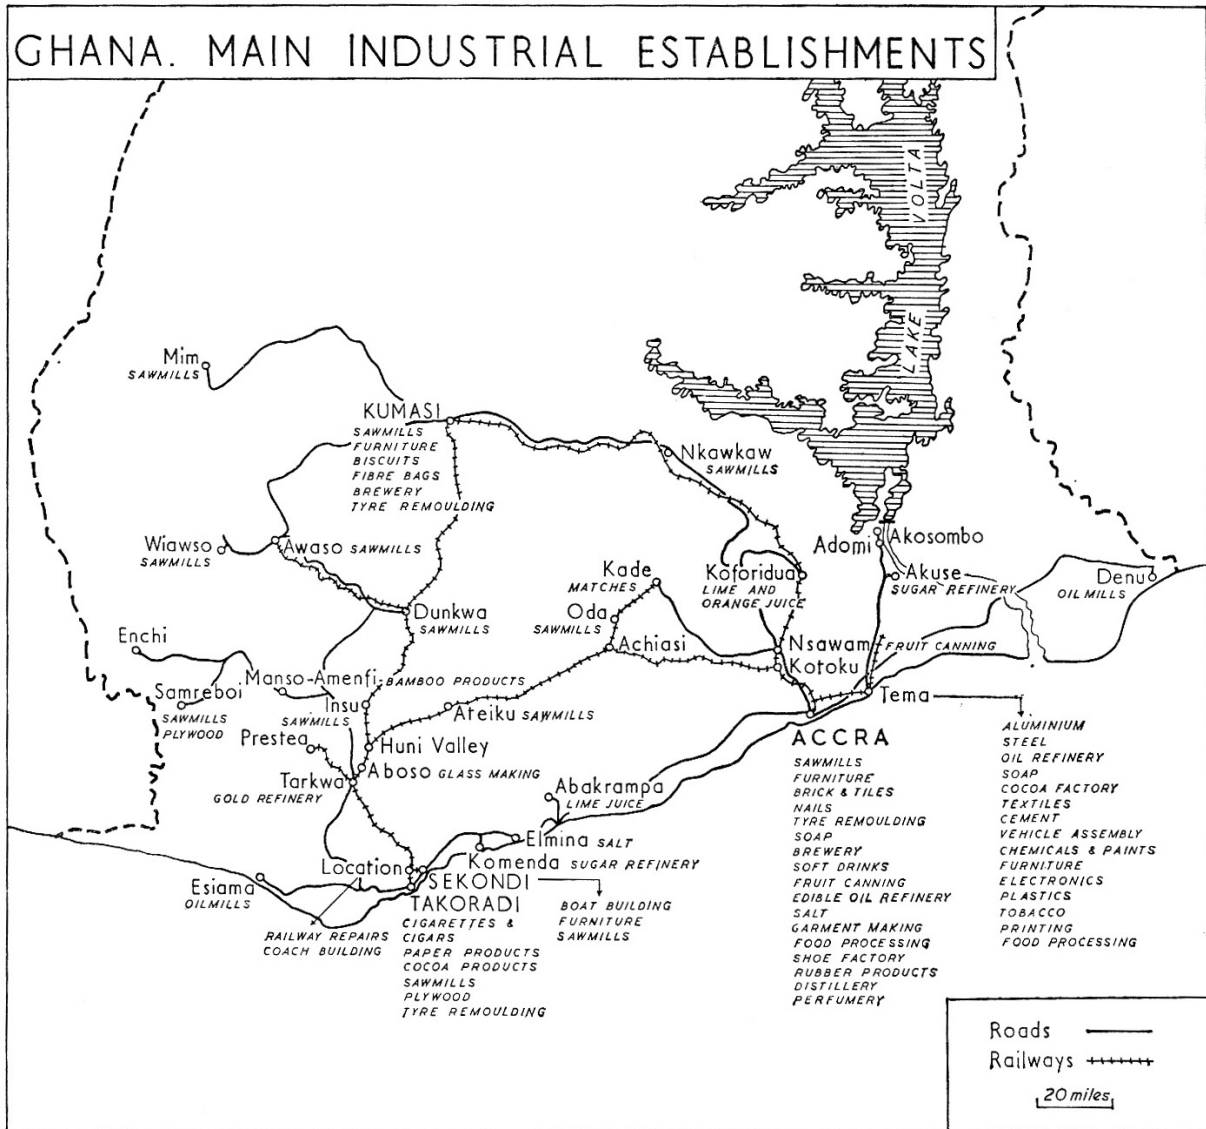 GHANA. MAIN INDUSTRIAL ESTABLISHMENTS
LAKE VOLTA
Mim
SAWMILLS
KUMASI
SAWMILLS
FURNITURE
BISCUITS
FIBRE BAGS
BREWERY
TYRE REMOULDING
Nkawkaw
SAWMILLS
Wiawso
SAWMILLS
Awaso SAWMILLS
Adomi
Akosombo
Akuse
SUGAR REFINERY
Denu
OIL MILLS
Kade
MATCHES
Koforidua
LIME AND
ORANGE JUICE
Dunkwa
SAWMILLS
Oda
SAWMILLS
Achiasi
Nsawam FRUIT CANNING
Kotoku
Enchi
Samreboi
SAWMILLS
PLYWOOD
Manso-Amenfi-BAMBOO PRODUCTS
Insu
SAWMILLS
Ateiku SAWMILLS
Prestea
Huni Valley
Aboso GLASS MAKING
Tarkwa
GOLD REFINERY
Tema
ALUMINIUM
STEEL
OIL REFINERY
SOAP
COCOA FACTORY
TEXTILES
CEMENT
VEHICLE ASSEMBLY
CHEMICALS & PAINTS
FURNITURE
ELECTRONICS
PLASTICS
TOBACCO
PRINTING
FOOD PROCESSING
ACCRA
SAWMILLS
FURNITURE
BRICK & TILES
NAILS
TYRE REMOULDING
SOAP
BREWERY
SOFT DRINKS
FRUIT CANNING
EDIBLE OIL REFINERY
SALT
GARMENT MAKING
FOOD PROCESSING
SHOE FACTORY
RUBBER PRODUCTS
DISTILLERY
PERFUMERY
Abakrampa
LIME JUICE
Elmina SALT
Komenda SUGAR REFINERY
Location
RAILWAY REPAIRS
COACH BUILDING
Esiama
OILMILLS
SEKONDI
BOAT BUILDING
FURNITURE
SAWMILLS
TAKORADI
CIGARETTES &
CIGARS
PAPER PRODUCTS
COCOA PRODUCTS
SAWMILLS
PLYWOOD
TYRE REMOULDING
Roads
Railways
20 miles